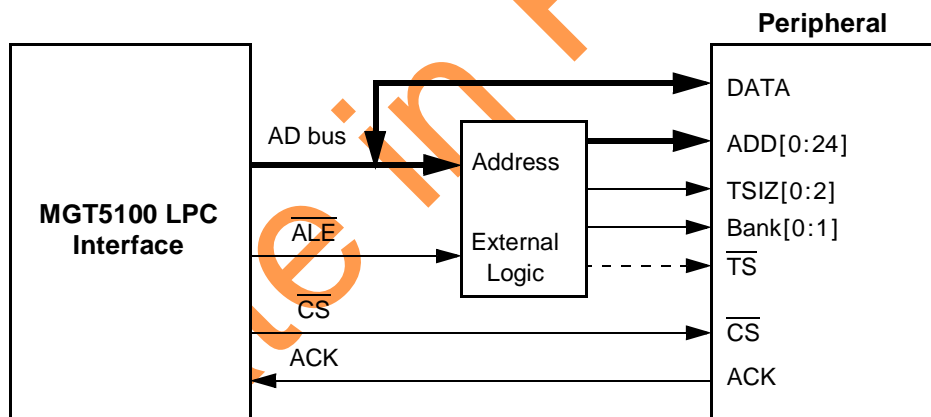 Peripheral
DATA
AD bus
Address
ADD[0:24]
TSIZ[0:2]
MGT5100 LPC
Interface
ALE
External
Logic
Bank[0:1]
TS
CS
CS
ACK
ACK